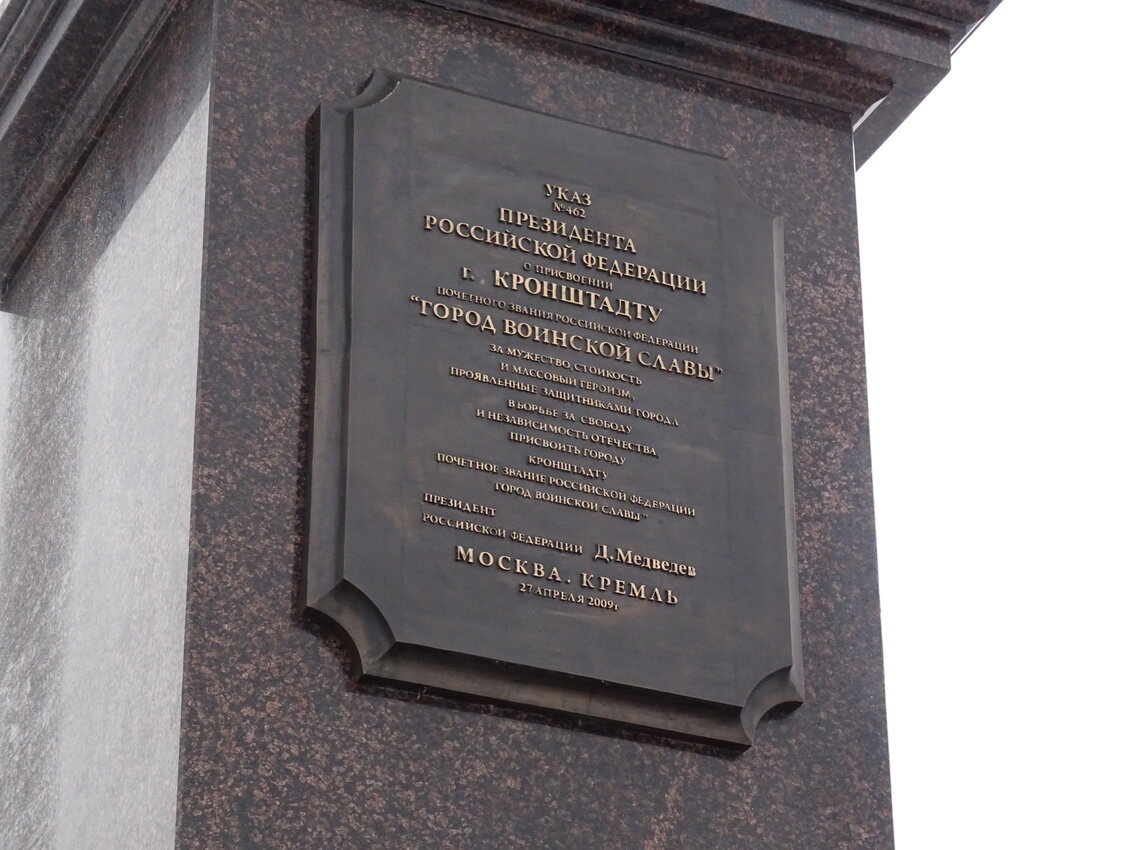 УКАЗ
№462
ПРЕЗИДЕНТА
РОССИЙСКОЙ ФЕДЕРАЦИИ
О ПРИСВОЕНИИ
г. КРОНШТАДТУ
ПОЧЕТНОГО ЗВАНИЯ РОССИЙСКОЙ ФЕДЕРАЦИИ
“ГОРОД ВОИНСКОЙ СЛАВЫ”
ЗА МУЖЕСТВО, СТОЙКОСТЬ
И МАССОВЫЙ ГЕРОИЗМ,
ПРОЯВЛЕННЫЕ ЗАЩИТНИКАМИ ГОРОДА
В БОРЬБЕ ЗА СВОБОДУ
И НЕЗАВИСИМОСТЬ ОТЕЧЕСТВА,
ПРИСВОИТЬ ГОРОДУ
КРОНШТАДТУ
ПОЧЕТНОЕ ЗВАНИЕ РОССИЙСКОЙ ФЕДЕРАЦИИ
ГОРОД ВОИНСКОЙ СЛАВЫ”
ПРЕЗИДЕНТ
РОССИЙСКОЙ ФЕДЕРАЦИИ Д.Медведев
МОСКВА. КРЕМЛЬ
27 АПРЕЛЯ 2009г